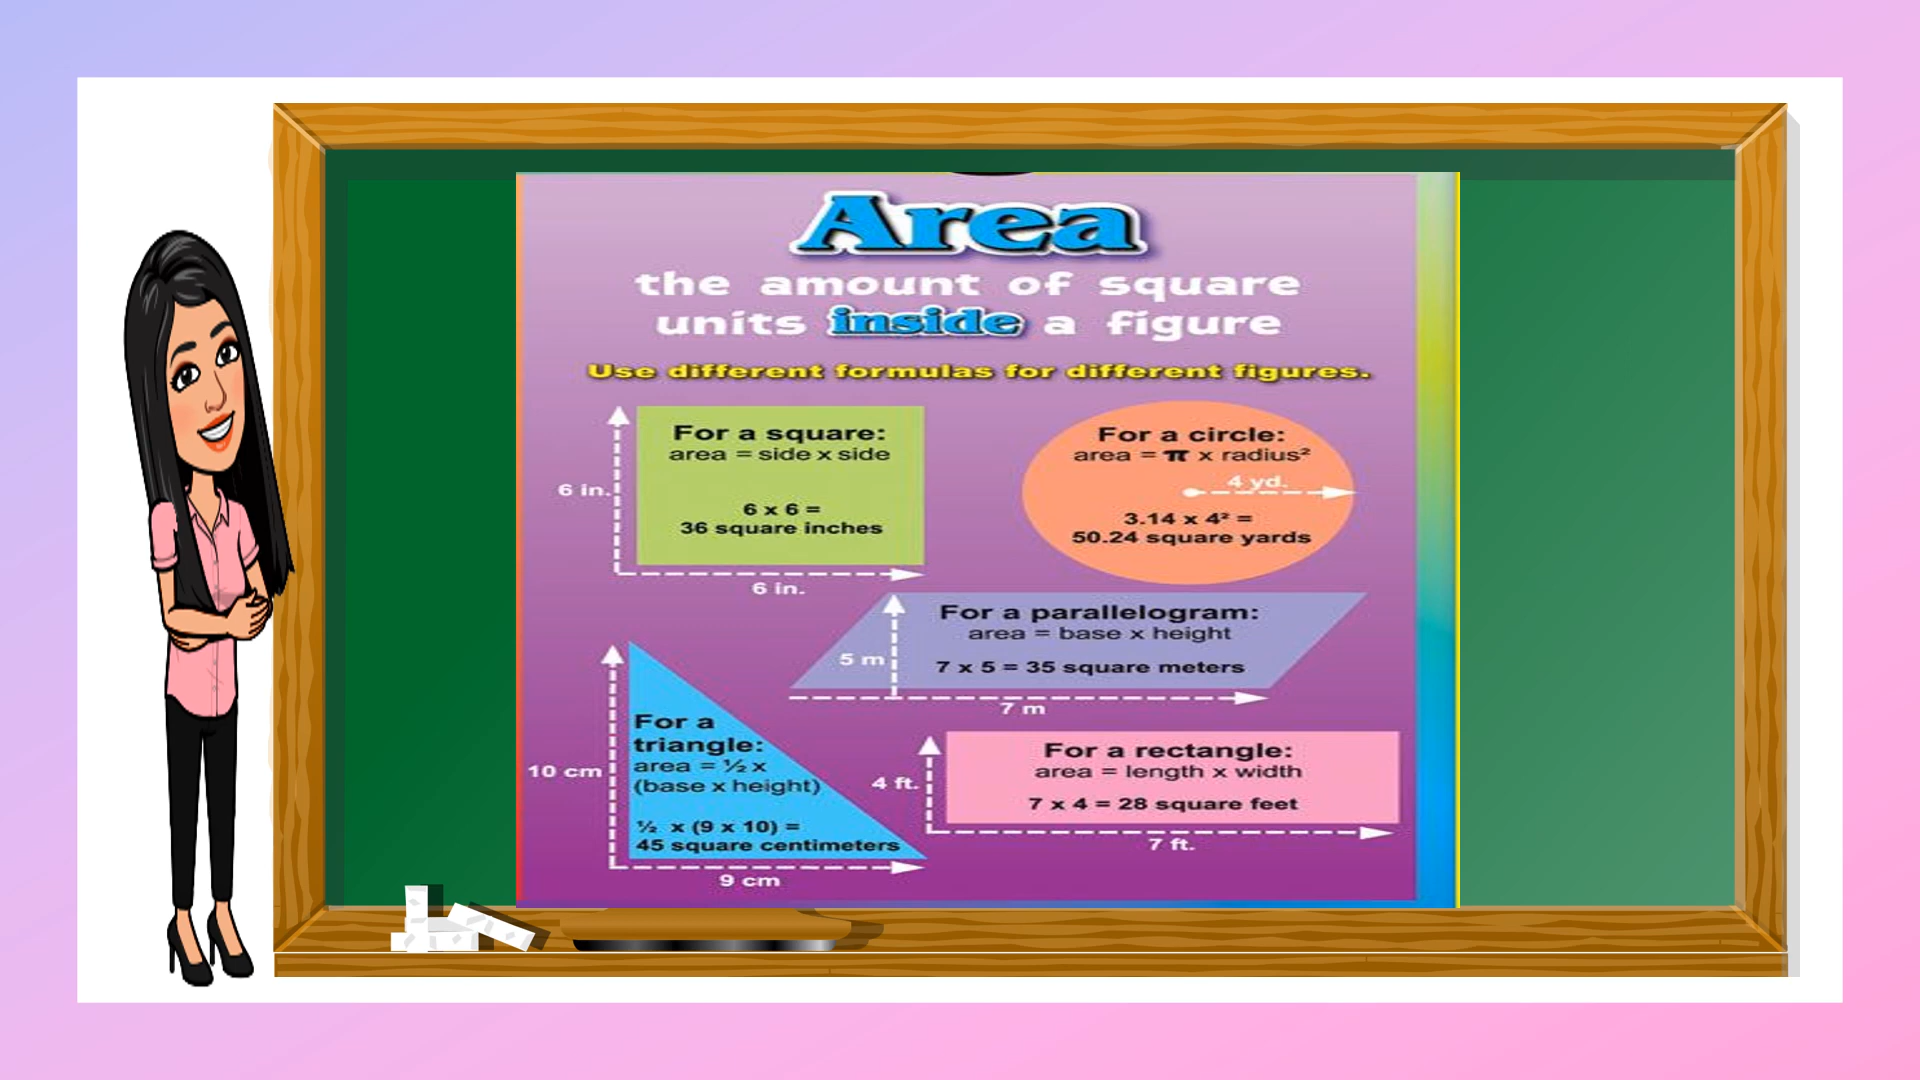 Area
the amount of square
units inside a figure
Use different formulas for different figures.
For a square:
area = side x side
6 in.
6 x 6 =
36 square inches
6 in.
For a circle:
area = π x radius²
4 yd.
3.14 x 4² =
50.24 square yards
For a parallelogram:
area = base x height
5 m
7 x 5 = 35 square meters
7 m
For a
triangle:
area = ½ x
(base x height)
10 cm
½ x (9 x 10) =
45 square centimeters
9 cm
For a rectangle:
area = length x width
4 ft.
7 x 4 = 28 square feet
7 ft.